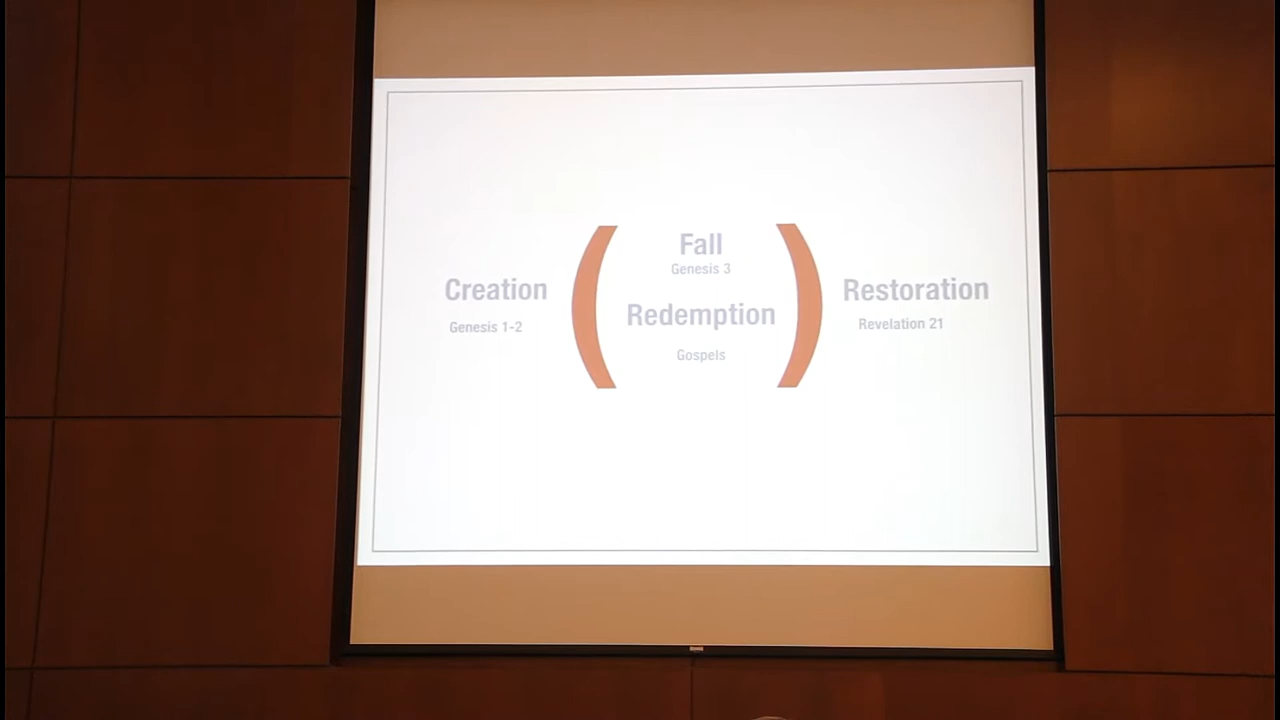 Creation
Genesis 1-2
Fall
Genesis 3
Redemption
Gospels
Restoration
Revelation 21